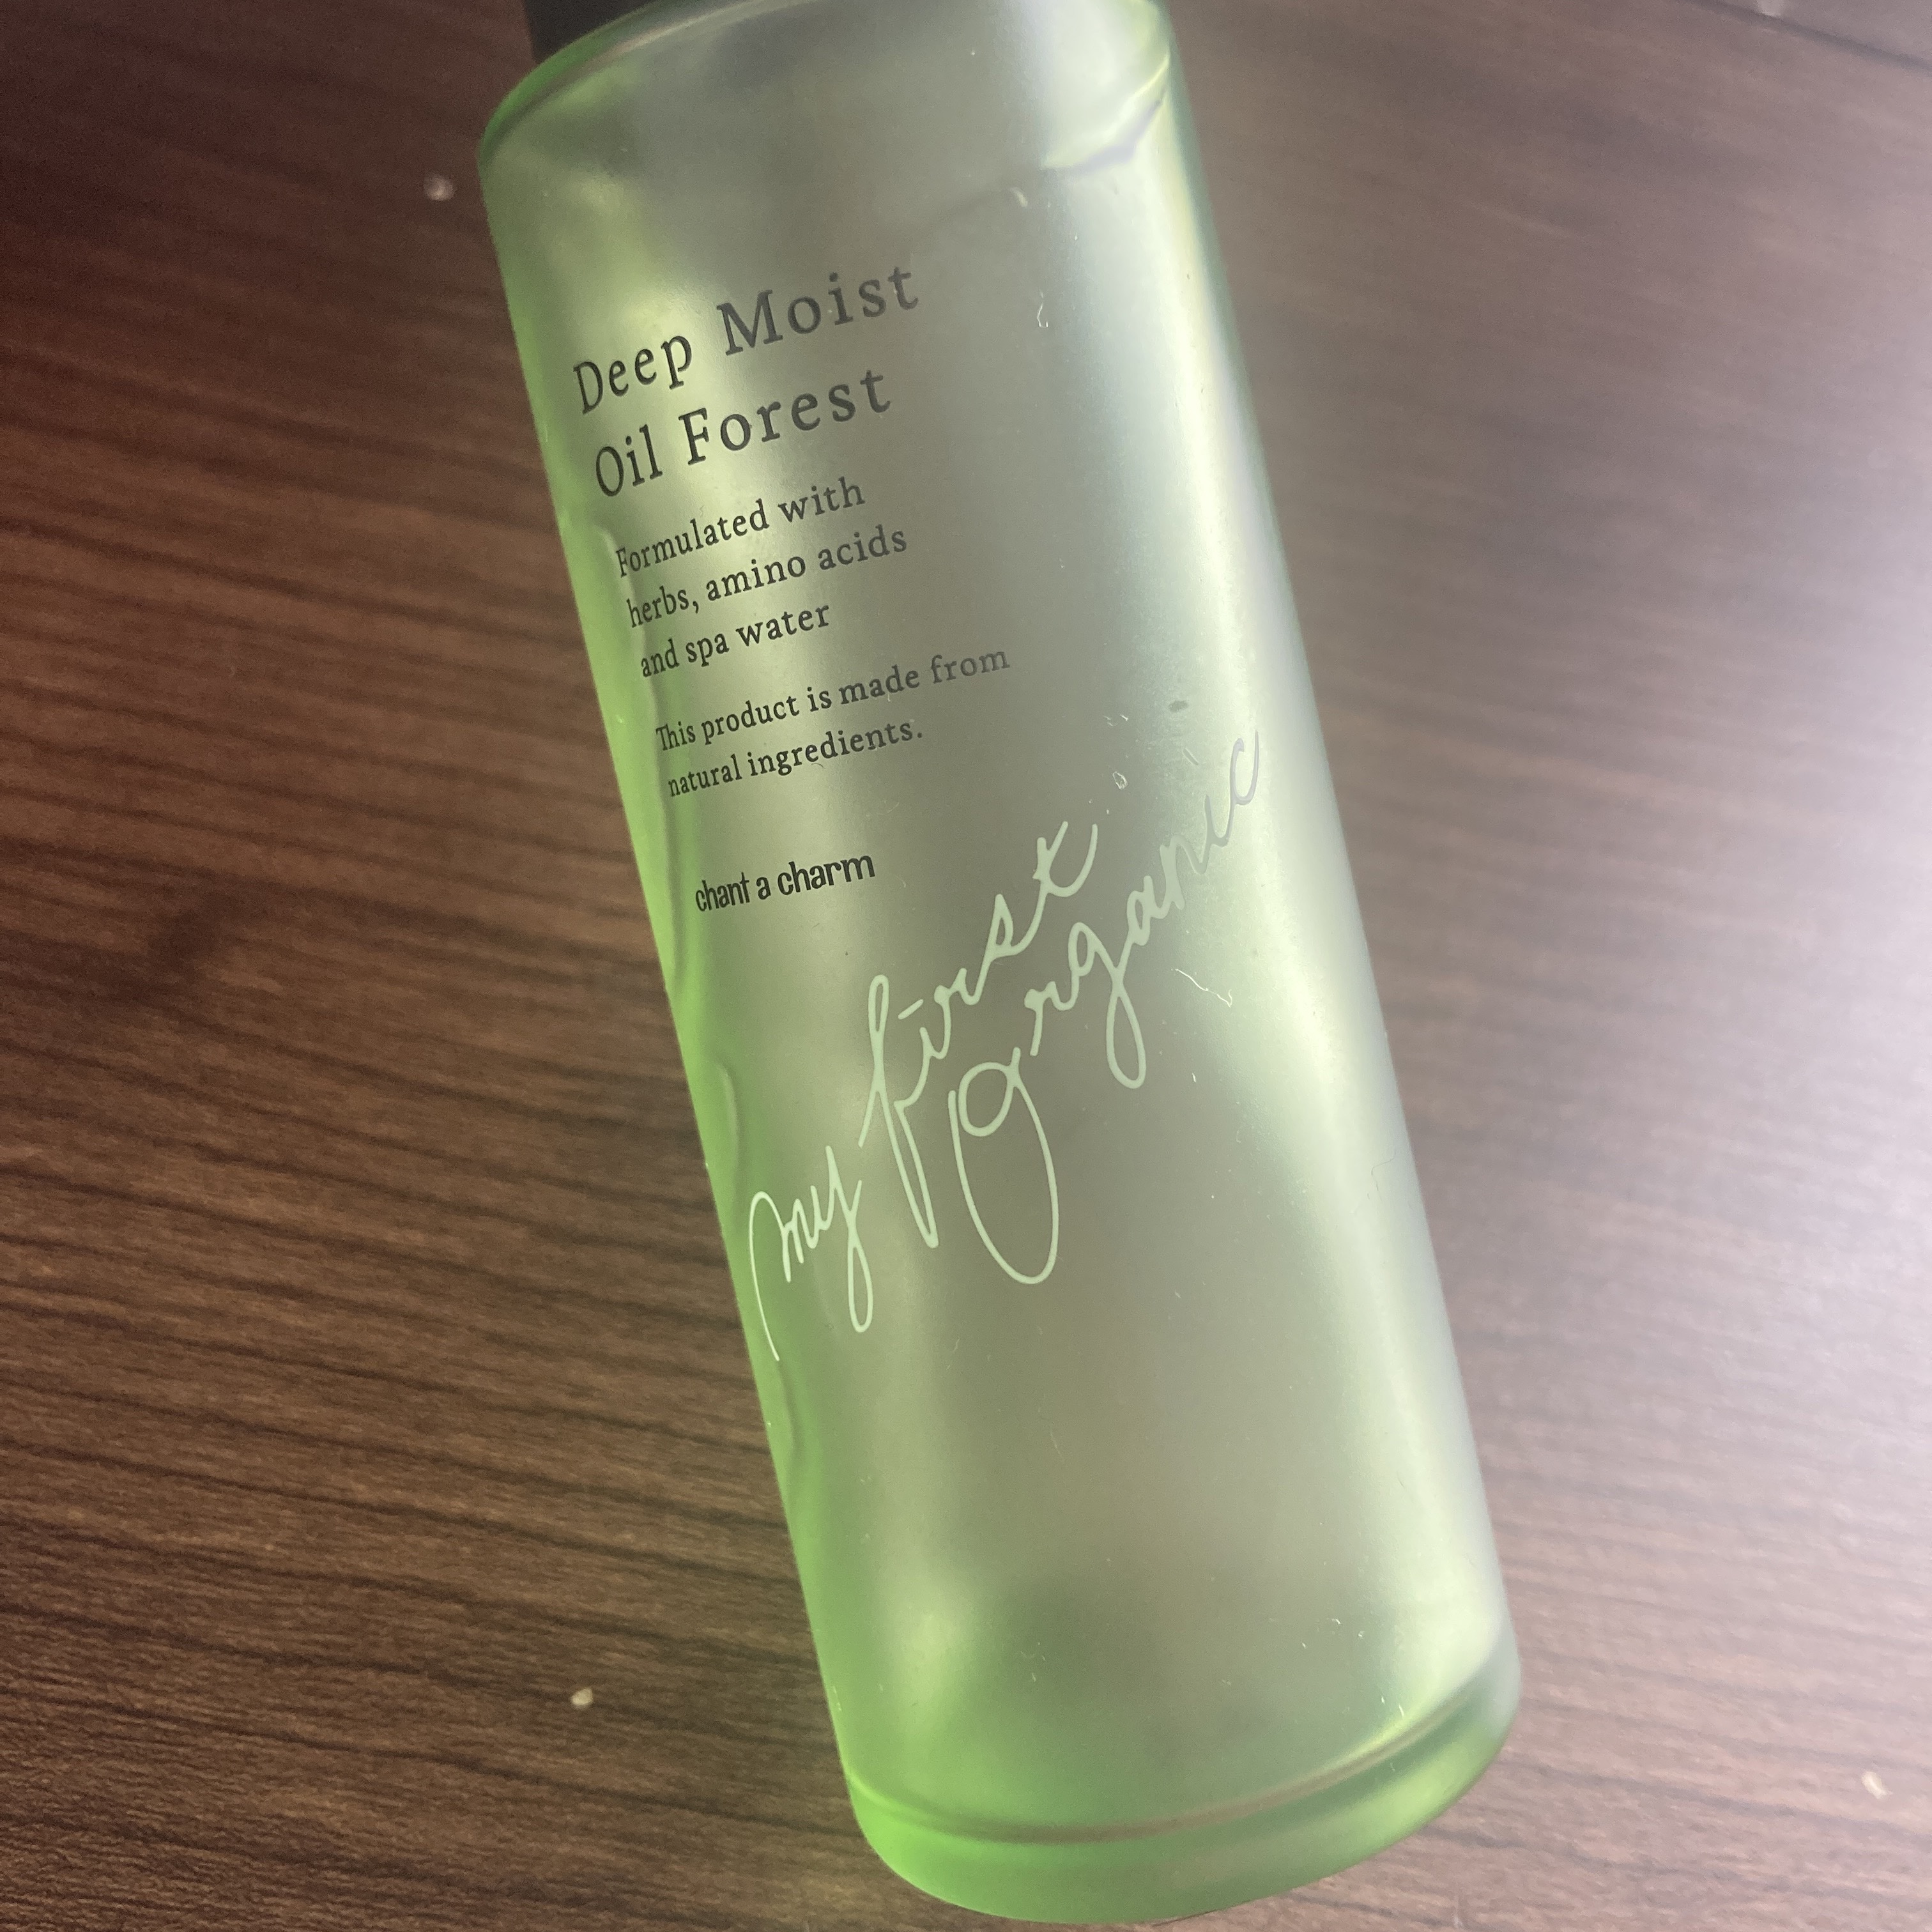 Deep Moist
Oil Forest
Formulated with
herbs, amino acids
and spa water
This product is made from
natural ingredients.
chant a charm
my first
organic